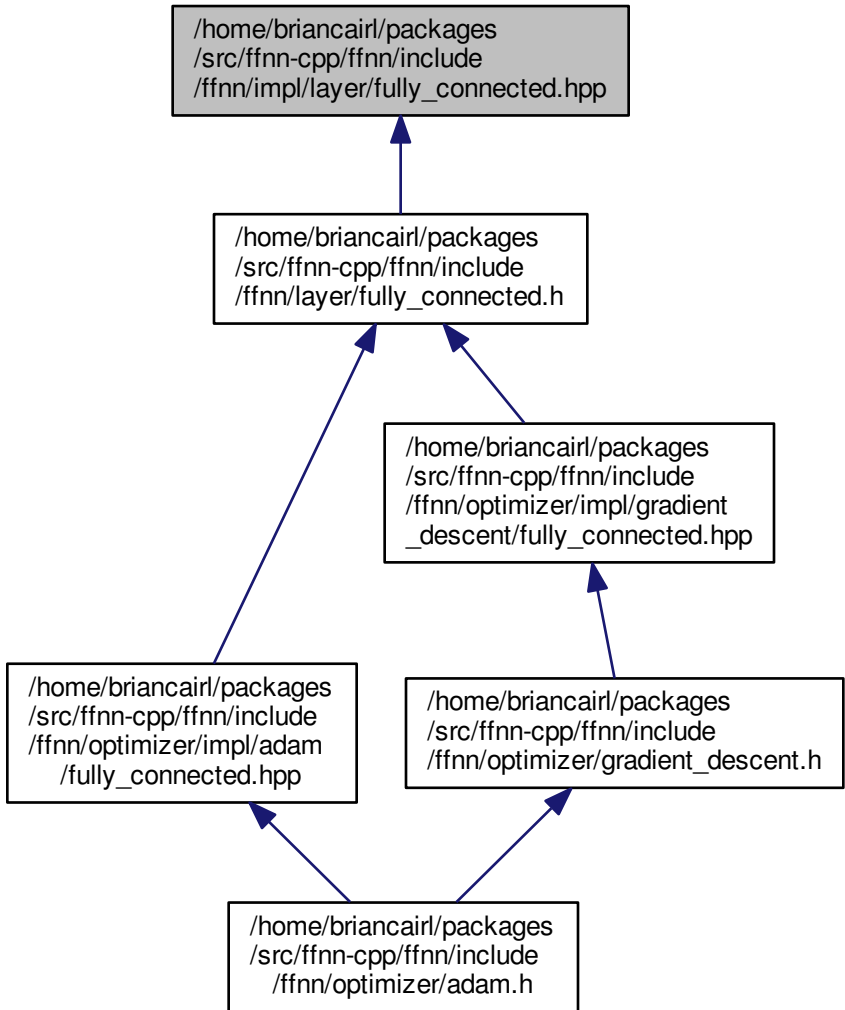 /home/briancairl/packages
/src/ffnn-cpp/ffnn/include
/ffnn/impl/layer/fully_connected.hpp
/home/briancairl/packages
/src/ffnn-cpp/ffnn/include
/ffnn/layer/fully_connected.h
/home/briancairl/packages
/src/ffnn-cpp/ffnn/include
/ffnn/optimizer/impl/gradient
_descent/fully_connected.hpp
/home/briancairl/packages
/src/ffnn-cpp/ffnn/include
/ffnn/optimizer/impl/adam
/fully_connected.hpp
/home/briancairl/packages
/src/ffnn-cpp/ffnn/include
/ffnn/optimizer/gradient_descent.h
/home/briancairl/packages
/src/ffnn-cpp/ffnn/include
/ffnn/optimizer/adam.h